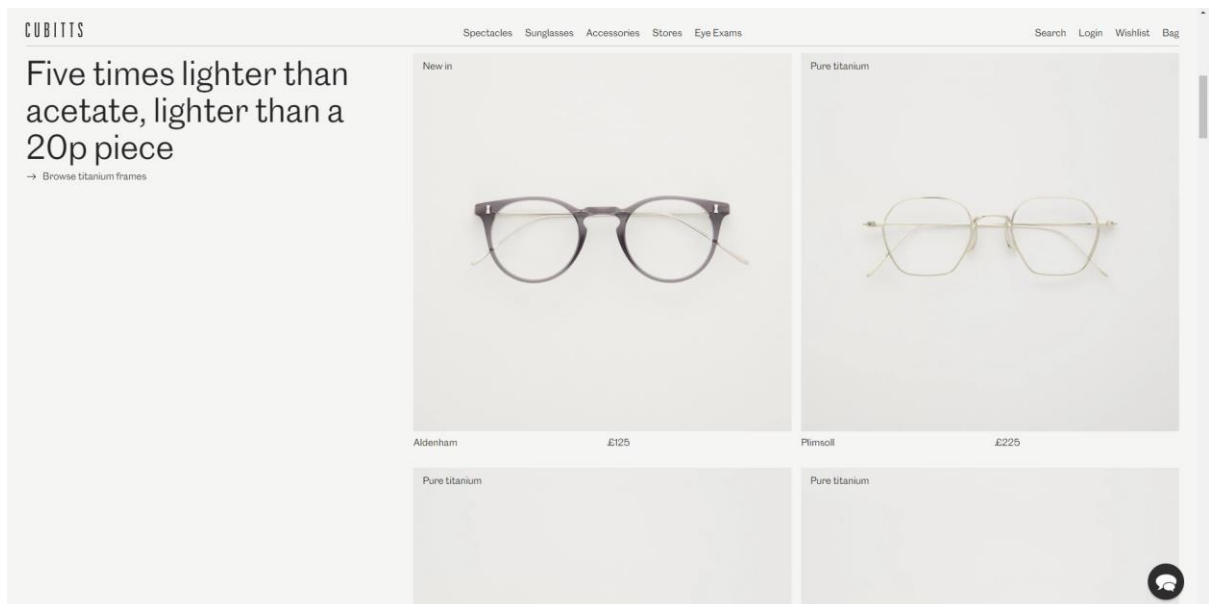 CUBITTS
Spectacles Sunglasses Accessories Stores Eye Exams
Search Login Wishlist Bag
Five times lighter than
acetate, lighter than a
20p piece
→ Browse titanium frames
New in
Pure titanium
Aldenham £125
Plimsoll £225
Pure titanium
Pure titanium